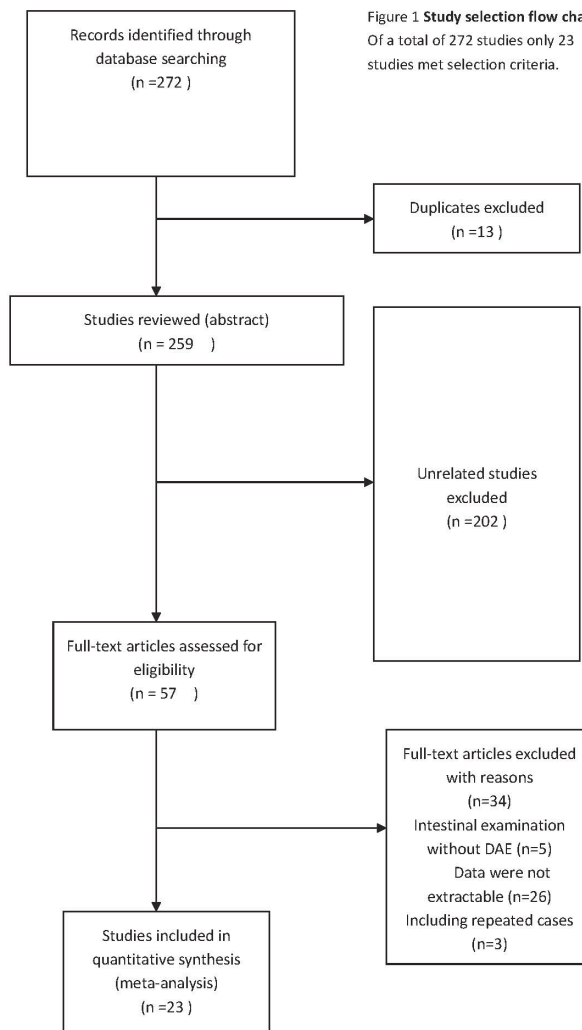 Records identified through
database searching
(n =272 )
Figure 1 Study selection flow
Of a total of 272 studies only 23
studies met selection criteria.
Duplicates excluded
(n =13 )
Studies reviewed (abstract)
(n = 259 )
Unrelated studies
excluded
(n =202 )
Full-text articles assessed for
eligibility
(n = 57 )
Full-text articles excluded
with reasons
(n=34)
Intestinal examination
without DAE (n=5)
Data were not
extractable (n=26)
Including repeated cases
(n=3)
Studies included in
quantitative synthesis
(meta-analysis)
(n =23 )